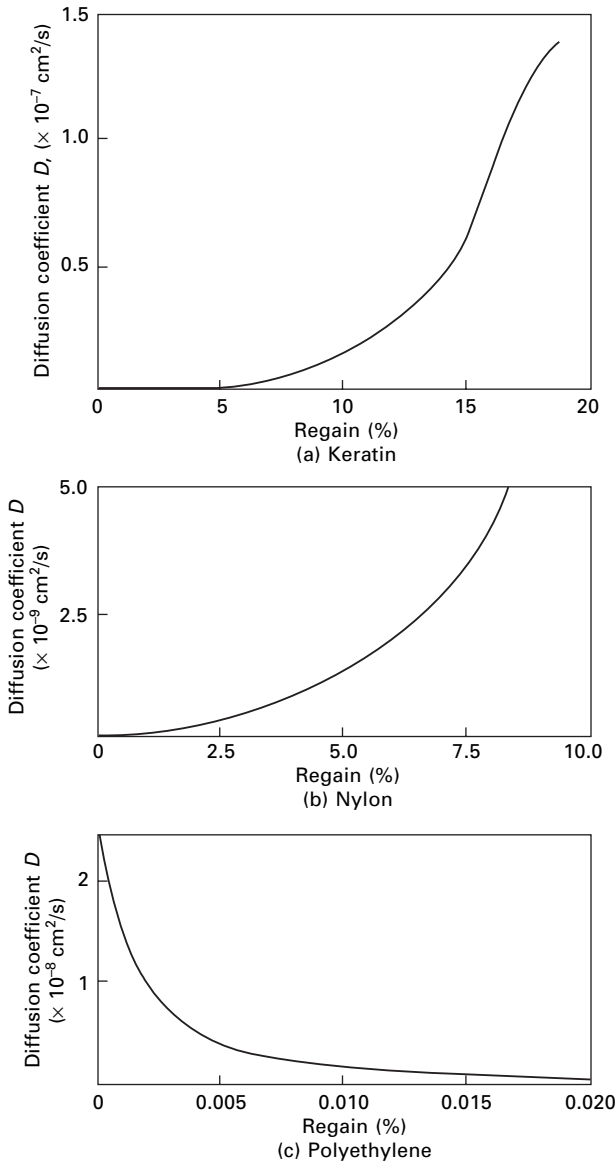 Diffusion coefficient D, (× 10⁻⁷ cm²/s)
1.5
1.0
0.5
0 5 10 15 20
Regain (%)
(a) Keratin
Diffusion coefficient D
(× 10⁻⁹ cm²/s)
5.0
2.5
0 2.5 5.0 7.5 10.0
Regain (%)
(b) Nylon
Diffusion coefficient D
(× 10⁻⁸ cm²/s)
2
1
0 0.005 0.010 0.015 0.020
Regain (%)
(c) Polyethylene